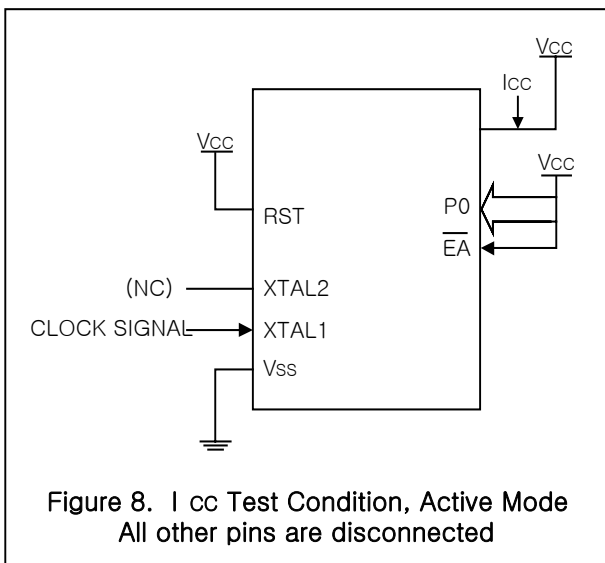 Vcc
Icc
Vcc
Vcc
RST
P0
EA
(NC)
XTAL2
CLOCK SIGNAL
XTAL1
Vss
Figure 8. I cc Test Condition, Active Mode
All other pins are disconnected